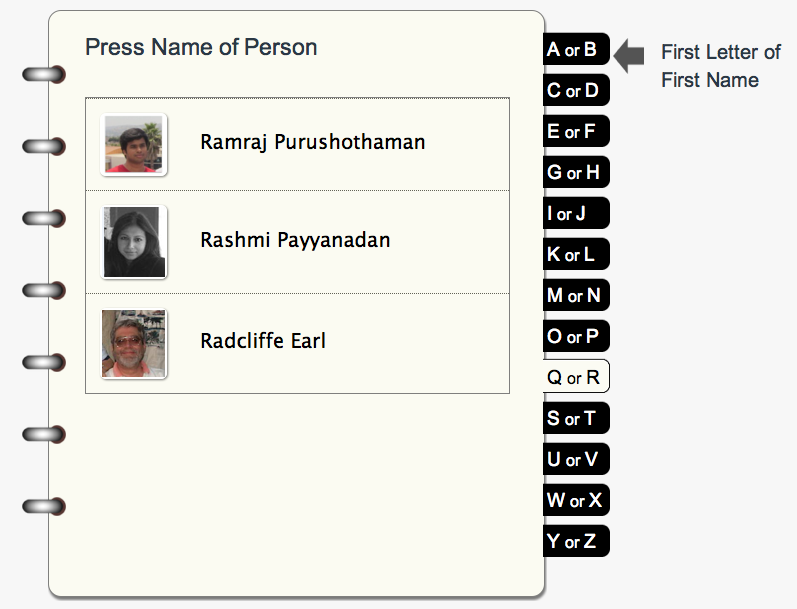 Press Name of Person
Ramraj Purushothaman
Rashmi Payyanadan
Radcliffe Earl
A or B
C or D
E or F
G or H
I or J
K or L
M or N
O or P
Q or R
S or T
U or V
W or X
Y or Z
First Letter of
First Name